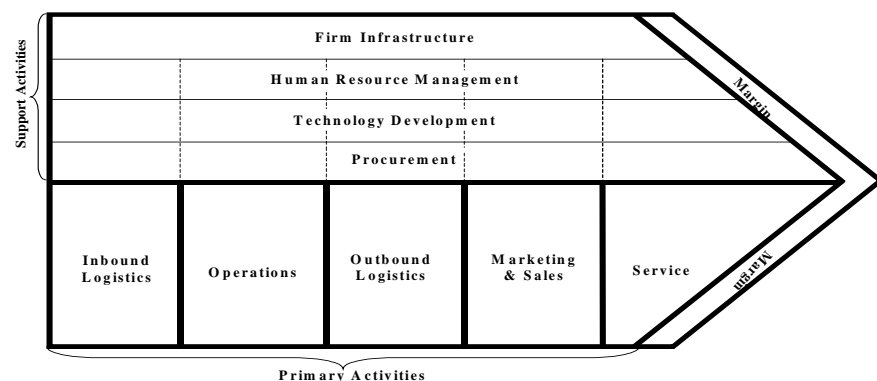 Support Activities
Firm Infrastructure
Human Resource Management
Technology Development
Procurement
Margin
Inbound
Logistics
Operations
Outbound
Logistics
Marketing
& Sales
Service
Margin
Primary Activities